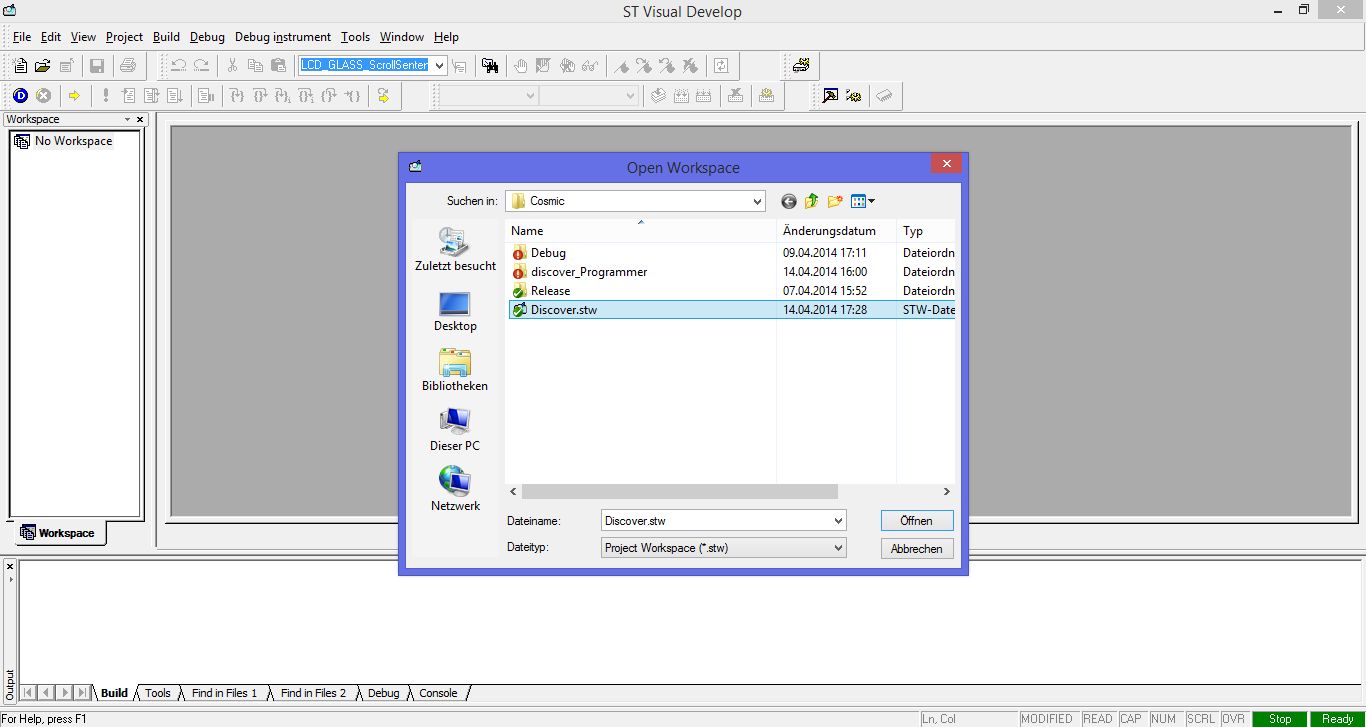 ST Visual Develop
File Edit View Project Build Debug Debug instrument Tools Window Help
LCD_GLASS_ScrollSenter
Workspace
No Workspace
Workspace
Open Workspace
Suchen in: Cosmic
Zuletzt besucht
Desktop
Bibliotheken
Dieser PC
Netzwerk
Name Änderungsdatum Typ
Debug 09.04.2014 17:11 Dateiordn
discover_Programmer 14.04.2014 16:00 Dateiordn
Release 07.04.2014 15:52 Dateiordn
Discover.stw 14.04.2014 17:28 STW-Date
Dateiname: Discover.stw Öffnen
Dateityp: Project Workspace (*.stw) Abbrechen
Output
Build Tools Find in Files 1 Find in Files 2 Debug Console
For Help, press F1 Ln, Col MODIFIED READ CAP NUM SCRL OVR Stop Ready